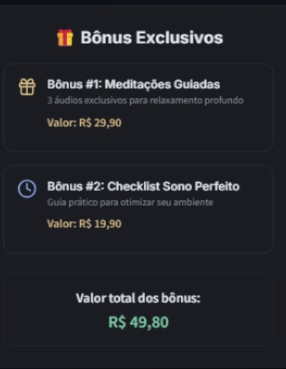 🎁 Bônus Exclusivos
Bônus #1: Meditações Guiadas
3 áudios exclusivos para relaxamento profundo
Valor: R$ 29,90
Bônus #2: Checklist Sono Perfeito
Guia prático para otimizar seu ambiente
Valor: R$ 19,90
Valor total dos bônus:
R$ 49,80